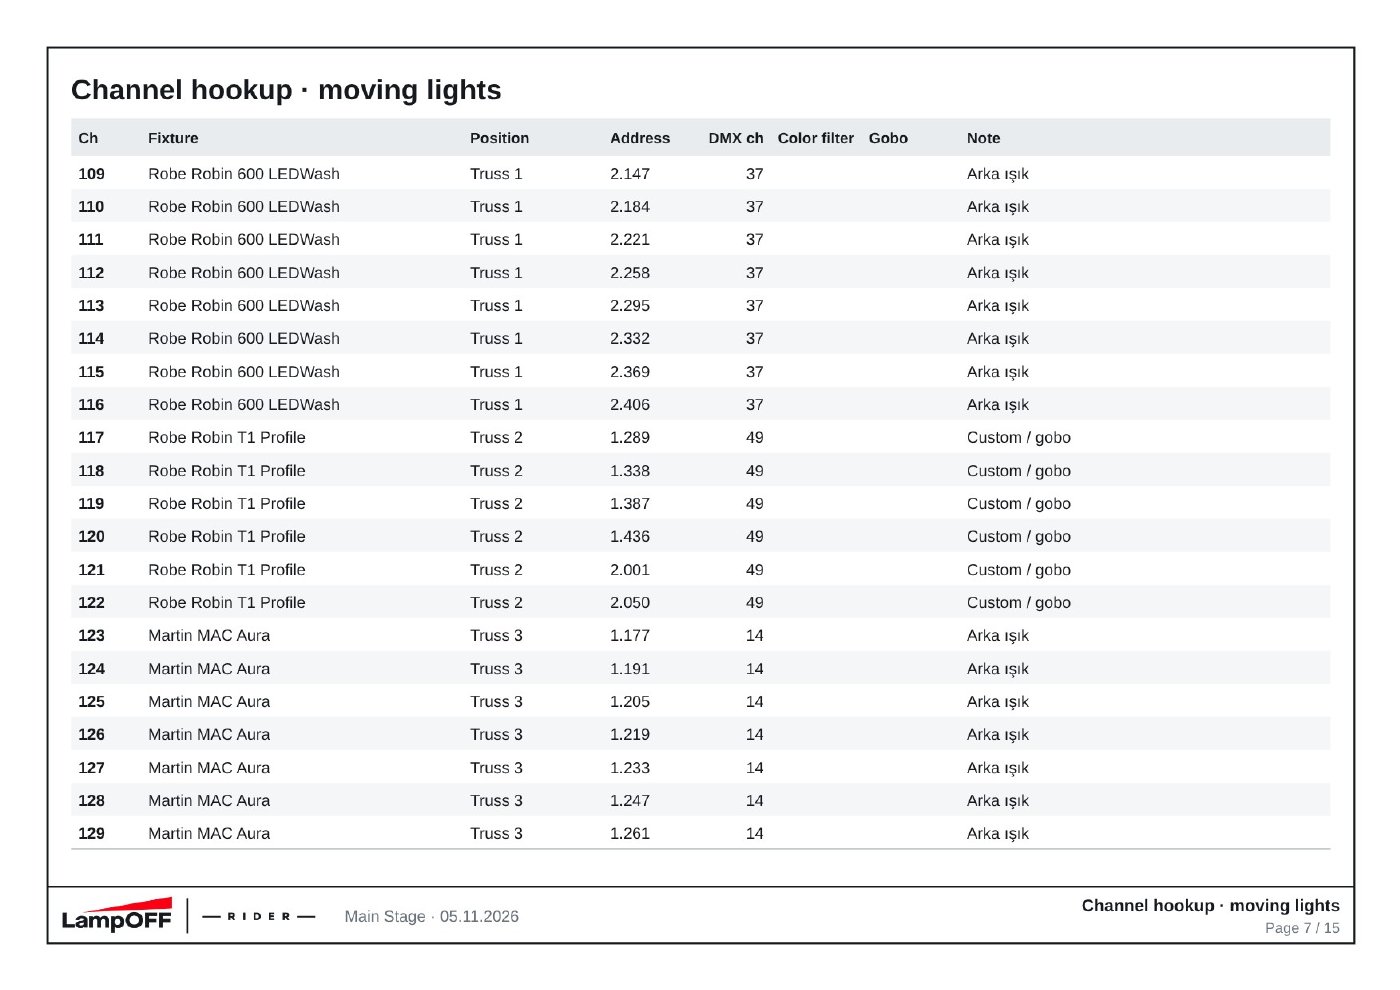 Channel hookup · moving lights
Ch Fixture Position Address DMX ch Color filter Gobo Note
109 Robe Robin 600 LEDWash Truss 1 2.147 37 Arka ışık
110 Robe Robin 600 LEDWash Truss 1 2.184 37 Arka ışık
111 Robe Robin 600 LEDWash Truss 1 2.221 37 Arka ışık
112 Robe Robin 600 LEDWash Truss 1 2.258 37 Arka ışık
113 Robe Robin 600 LEDWash Truss 1 2.295 37 Arka ışık
114 Robe Robin 600 LEDWash Truss 1 2.332 37 Arka ışık
115 Robe Robin 600 LEDWash Truss 1 2.369 37 Arka ışık
116 Robe Robin 600 LEDWash Truss 1 2.406 37 Arka ışık
117 Robe Robin T1 Profile Truss 2 1.289 49 Custom / gobo
118 Robe Robin T1 Profile Truss 2 1.338 49 Custom / gobo
119 Robe Robin T1 Profile Truss 2 1.387 49 Custom / gobo
120 Robe Robin T1 Profile Truss 2 1.436 49 Custom / gobo
121 Robe Robin T1 Profile Truss 2 2.001 49 Custom / gobo
122 Robe Robin T1 Profile Truss 2 2.050 49 Custom / gobo
123 Martin MAC Aura Truss 3 1.177 14 Arka ışık
124 Martin MAC Aura Truss 3 1.191 14 Arka ışık
125 Martin MAC Aura Truss 3 1.205 14 Arka ışık
126 Martin MAC Aura Truss 3 1.219 14 Arka ışık
127 Martin MAC Aura Truss 3 1.233 14 Arka ışık
128 Martin MAC Aura Truss 3 1.247 14 Arka ışık
129 Martin MAC Aura Truss 3 1.261 14 Arka ışık
LampOFF RIDER Main Stage · 05.11.2026
Channel hookup · moving lights
Page 7 / 15